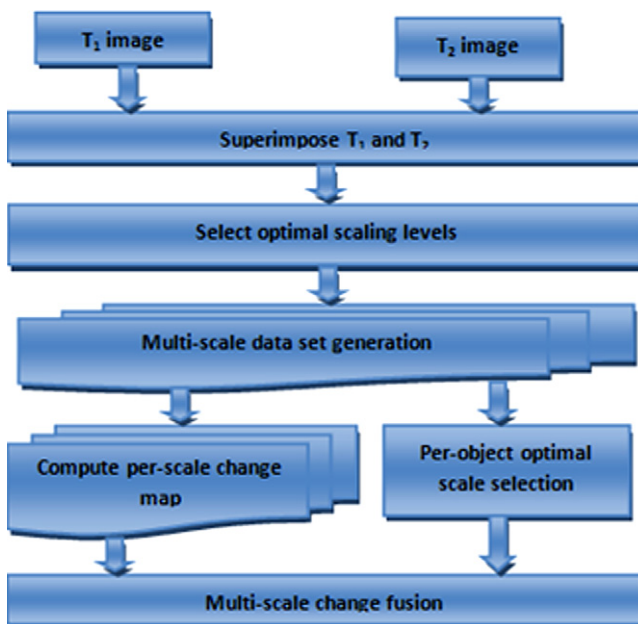 T₁ image
T₂ image
Superimpose T₁ and T₂
Select optimal scaling levels
Multi-scale data set generation
Compute per-scale change
map
Per-object optimal
scale selection
Multi-scale change fusion